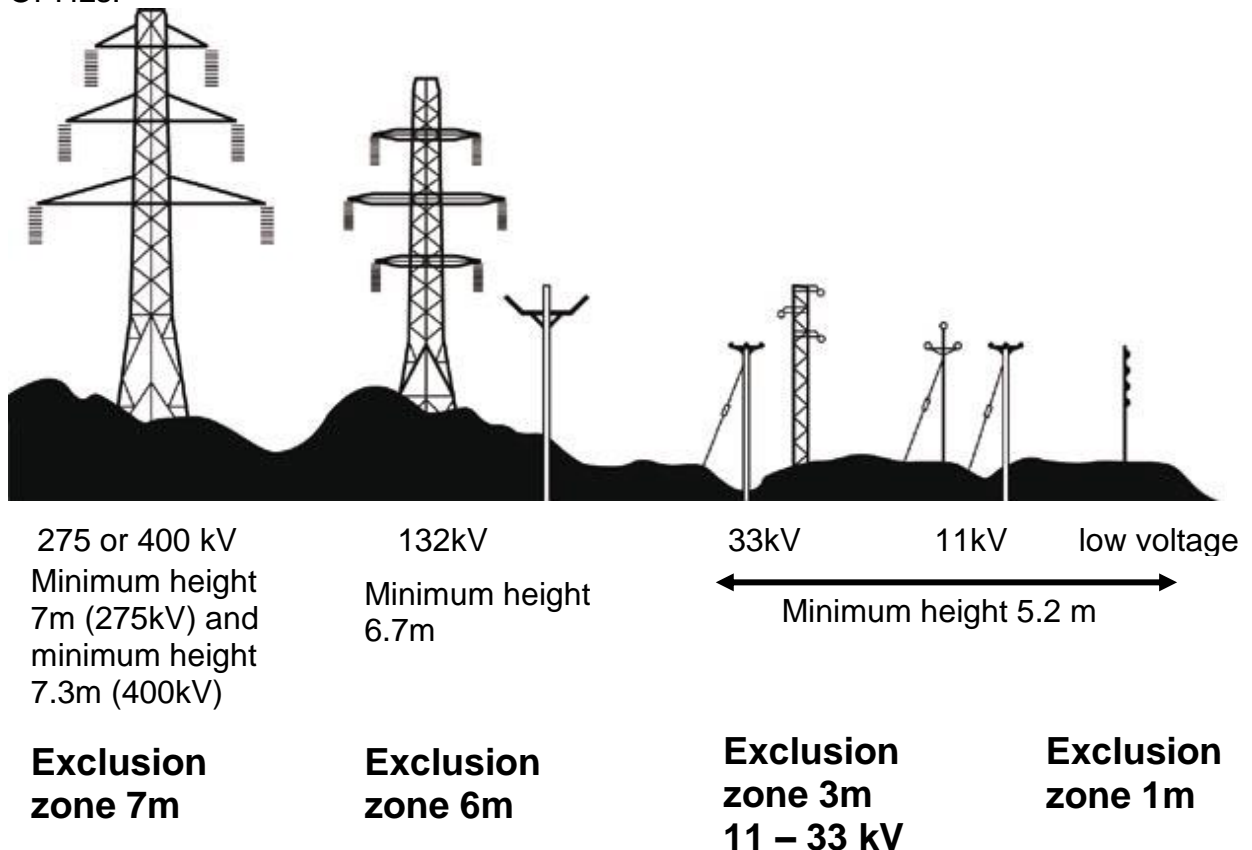 275 or 400 kV
Minimum height
7m (275kV) and
minimum height
7.3m (400kV)
Exclusion
zone 7m
132kV
Minimum height
6.7m
Exclusion
zone 6m
33kV
11kV
low voltage
Minimum height 5.2 m
Exclusion
zone 3m
11 – 33 kV
Exclusion
zone 1m